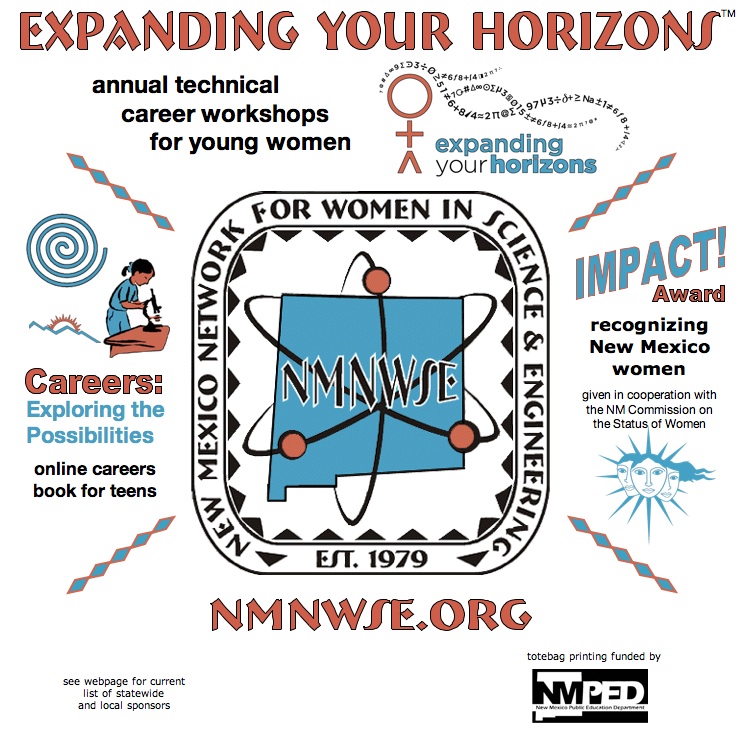 EXPANDING YOUR HORIZONS™
annual technical
career workshops
for young women
expanding
yourhorizons
NEW MEXICO NETWORK FOR WOMEN IN SCIENCE & ENGINEERING
NMNWSE
EST. 1979
Careers:
Exploring the
Possibilities
online careers
book for teens
IMPACT!
Award
recognizing
New Mexico
women
given in cooperation with
the NM Commission on
the Status of Women
NMNWSE.ORG
see webpage for current
list of statewide
and local sponsors
totebag printing funded by
NMPED
New Mexico Public Education Department